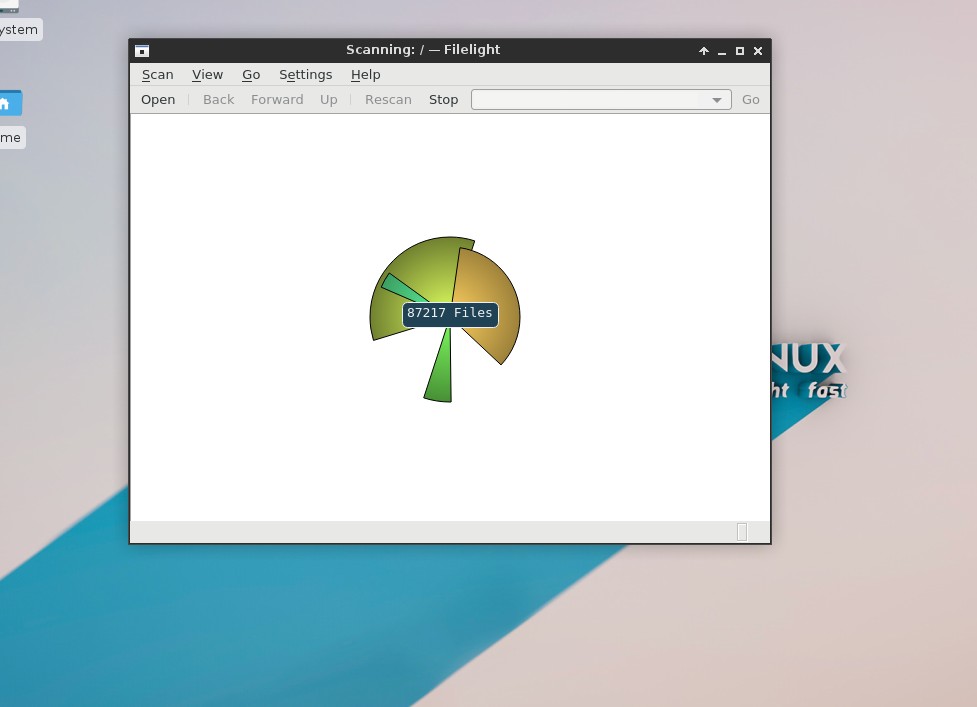 ystem
Scanning: / — Filelight
Scan View Go Settings Help
me
Open Back Forward Up Rescan Stop Go
87217 Files
NUX
ht fast